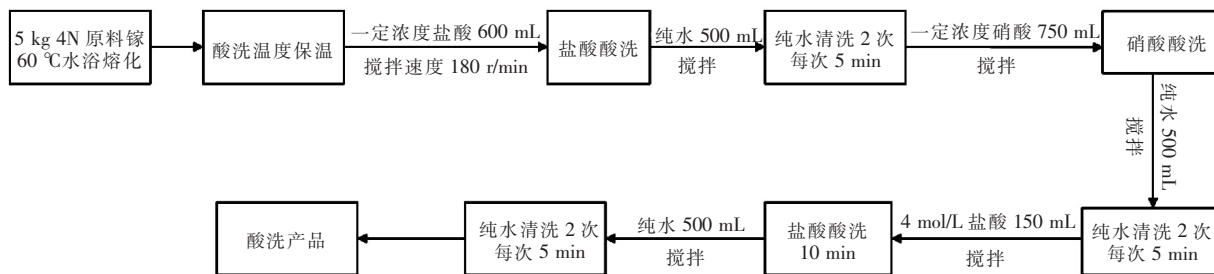 5 kg 4N 原料镓
60 ℃水浴熔化
酸洗温度保温
一定浓度盐酸 600 mL
搅拌速度 180 r/min
盐酸酸洗
纯水 500 mL
搅拌
纯水清洗 2 次
每次 5 min
一定浓度硝酸 750 mL
搅拌
硝酸酸洗
纯水 500 mL
搅拌
纯水清洗 2 次
每次 5 min
4 mol/L 盐酸 150 mL
搅拌
盐酸酸洗
10 min
纯水 500 mL
搅拌
纯水清洗 2 次
每次 5 min
酸洗产品